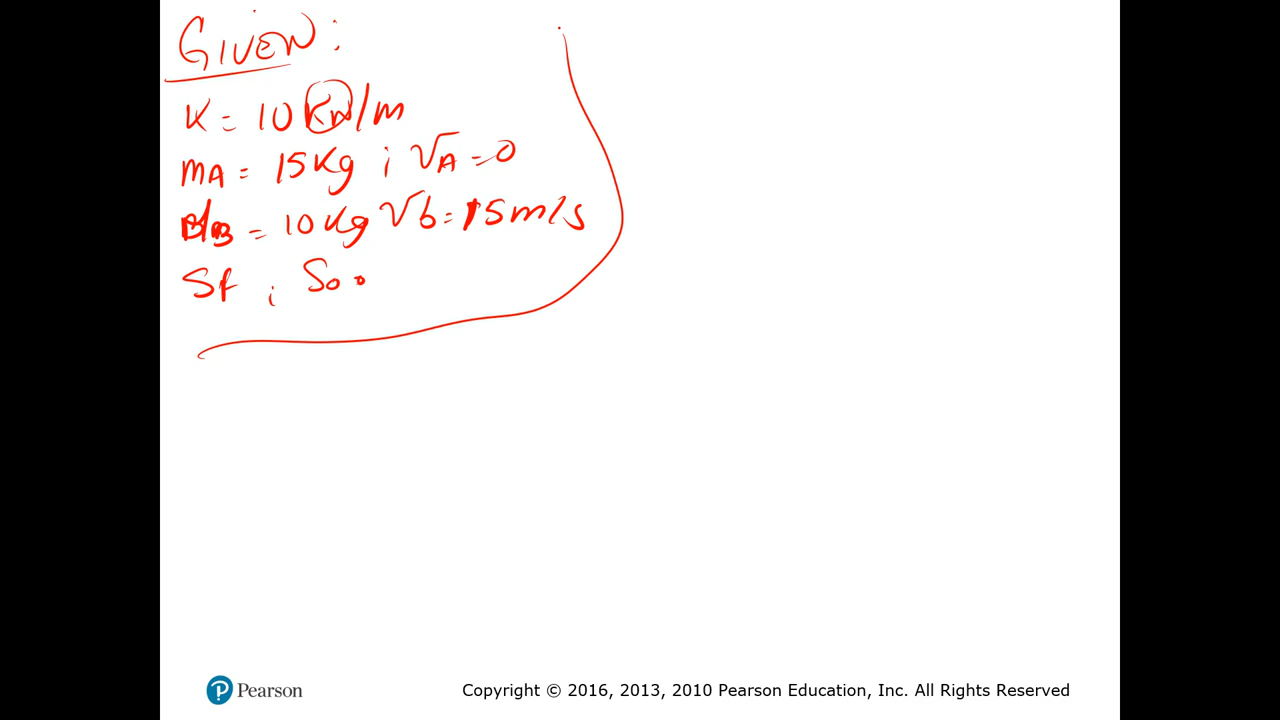 GIVEN:
K = 10 KN/m
mA = 15 Kg ; VA = 0
mB = 10 Kg Vb = 15 m/s
Sf ; So
Pearson
Copyright © 2016, 2013, 2010 Pearson Education, Inc. All Rights Reserved